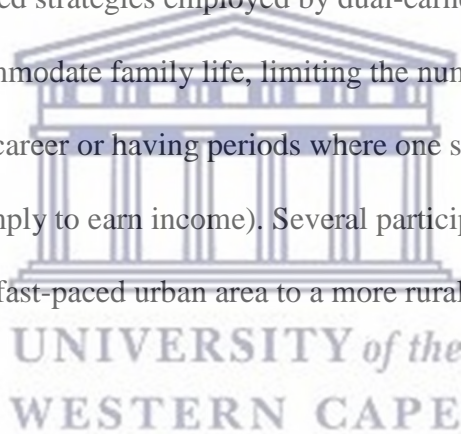 ed strategies employed by dual-earne
mmodate family life, limiting the num
career or having periods where one s
nply to earn income). Several particip
fast-paced urban area to a more rural
UNIVERSITY of the
WESTERN CAPE